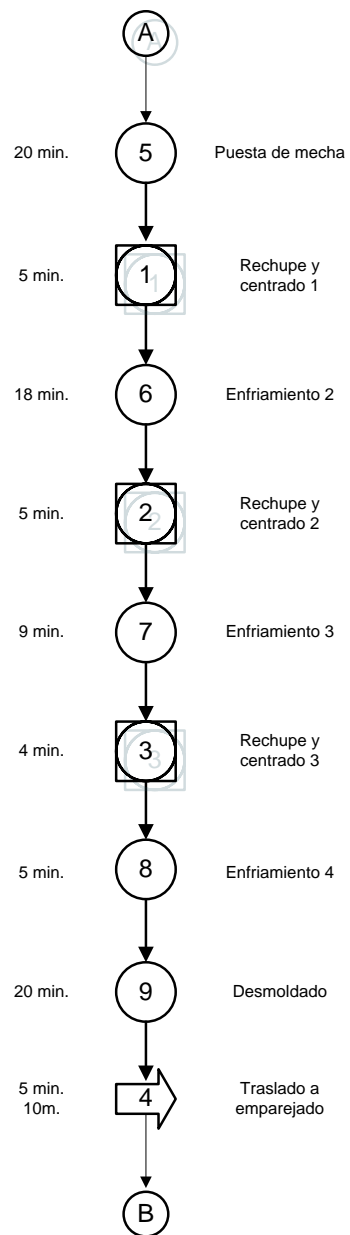 A
20 min.
5
Puesta de mecha
5 min.
1
Rechupe y
centrado 1
18 min.
6
Enfriamiento 2
5 min.
2
Rechupe y
centrado 2
9 min.
7
Enfriamiento 3
4 min.
3
Rechupe y
centrado 3
5 min.
8
Enfriamiento 4
20 min.
9
Desmoldado
5 min.
10m.
4
Traslado a
emparejado
B